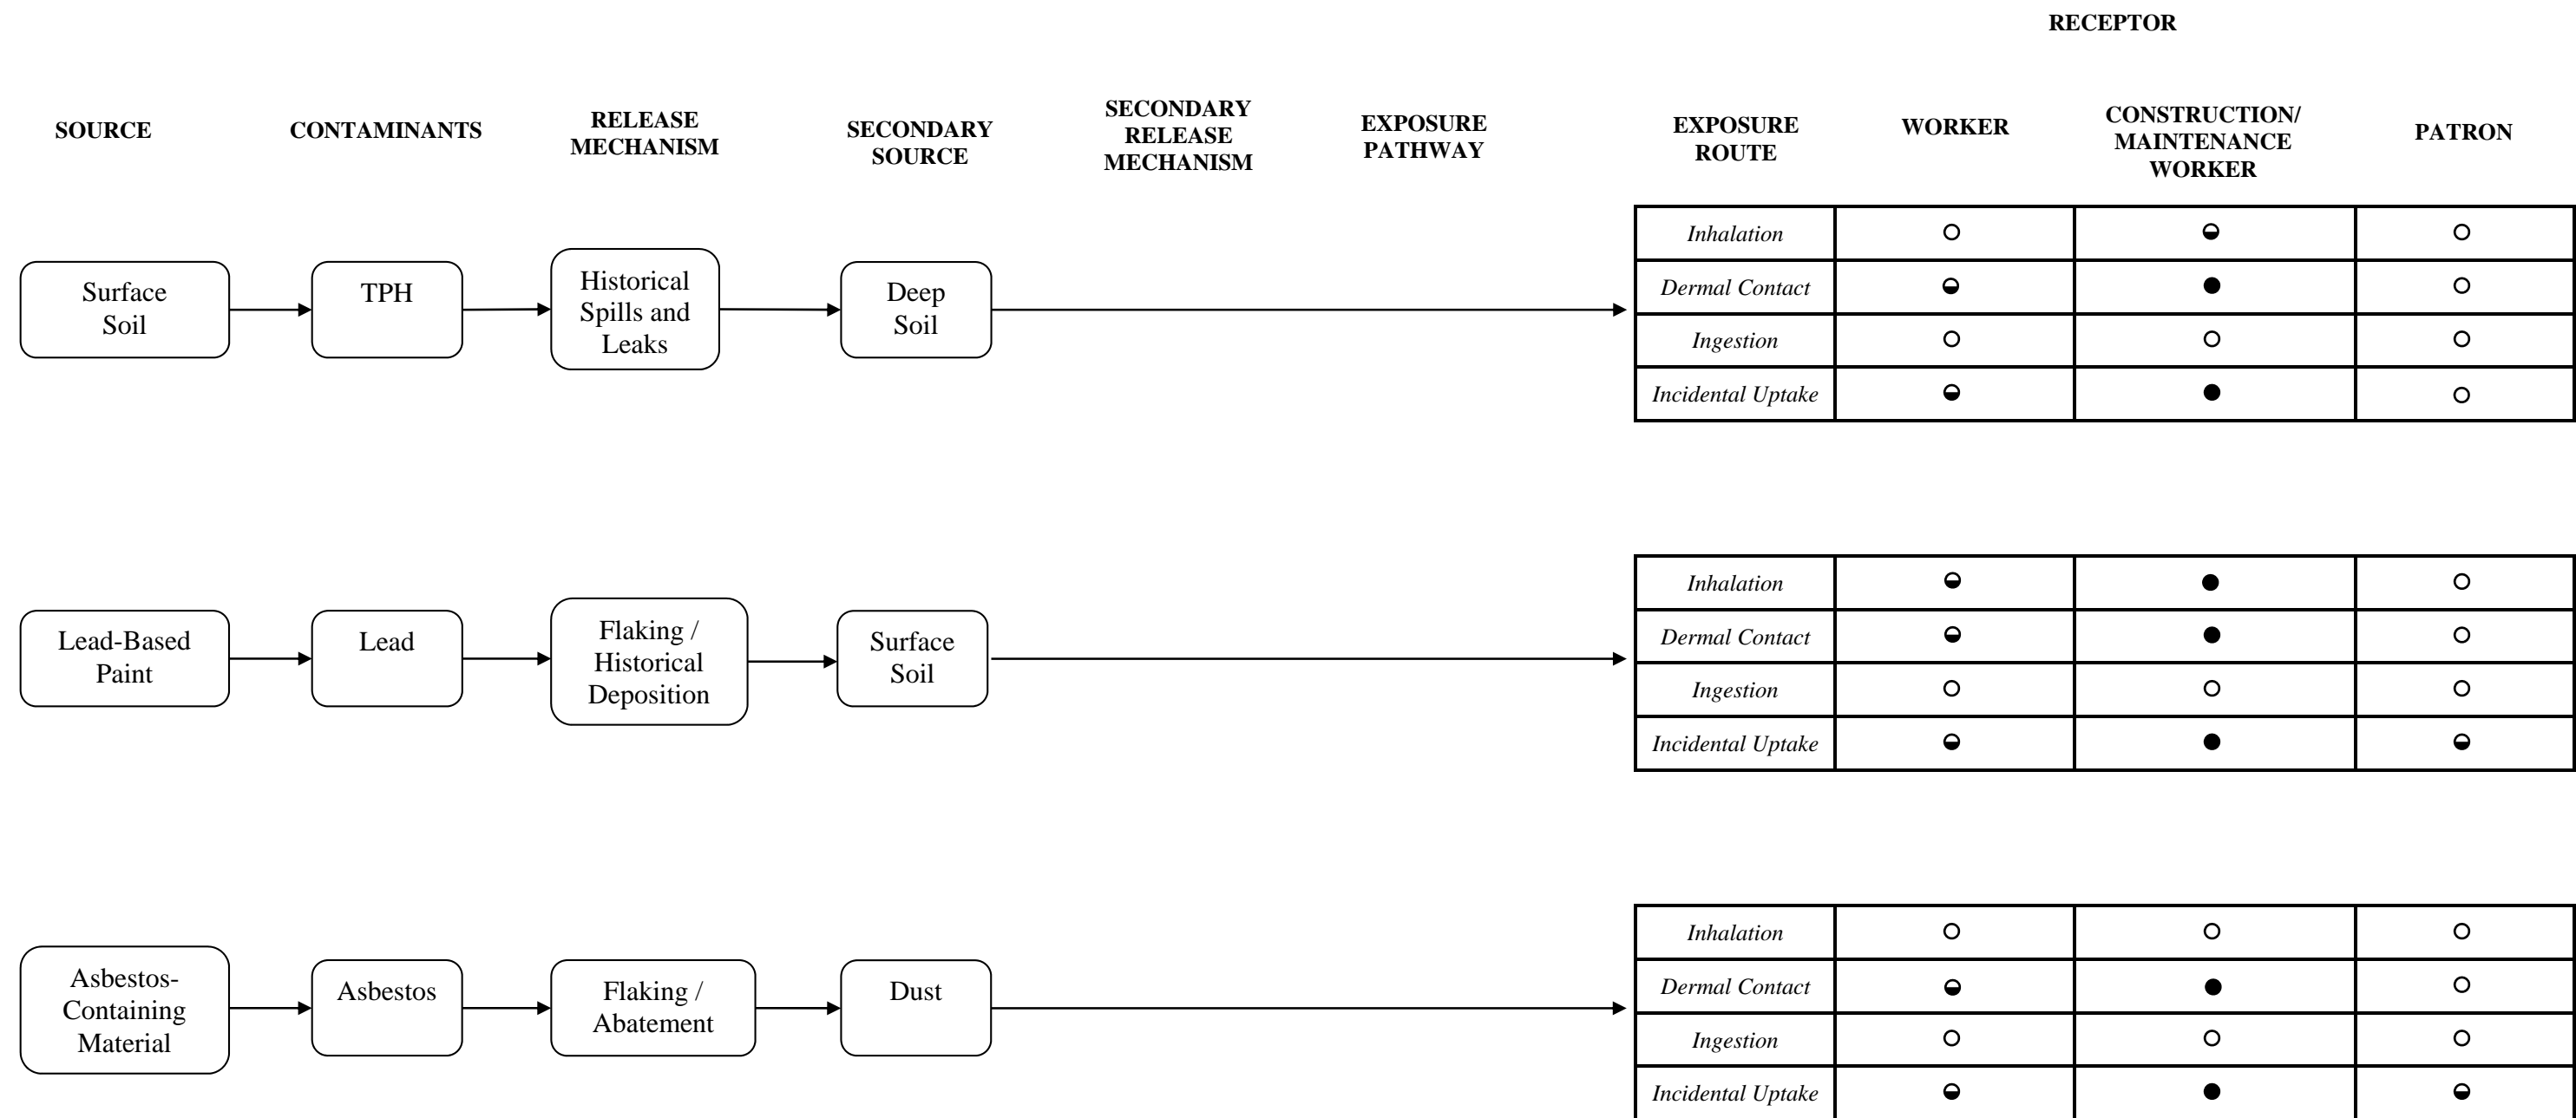 RECEPTOR
SOURCE
CONTAMINANTS
RELEASE
MECHANISM
SECONDARY
SOURCE
SECONDARY
RELEASE
MECHANISM
EXPOSURE
PATHWAY
EXPOSURE
ROUTE
WORKER
CONSTRUCTION/
MAINTENANCE
WORKER
PATRON
Surface
Soil
TPH
Historical
Spills and
Leaks
Deep
Soil
Inhalation
Dermal Contact
Ingestion
Incidental Uptake
Lead-Based
Paint
Lead
Flaking /
Historical
Deposition
Surface
Soil
Inhalation
Dermal Contact
Ingestion
Incidental Uptake
Asbestos-
Containing
Material
Asbestos
Flaking /
Abatement
Dust
Inhalation
Dermal Contact
Ingestion
Incidental Uptake